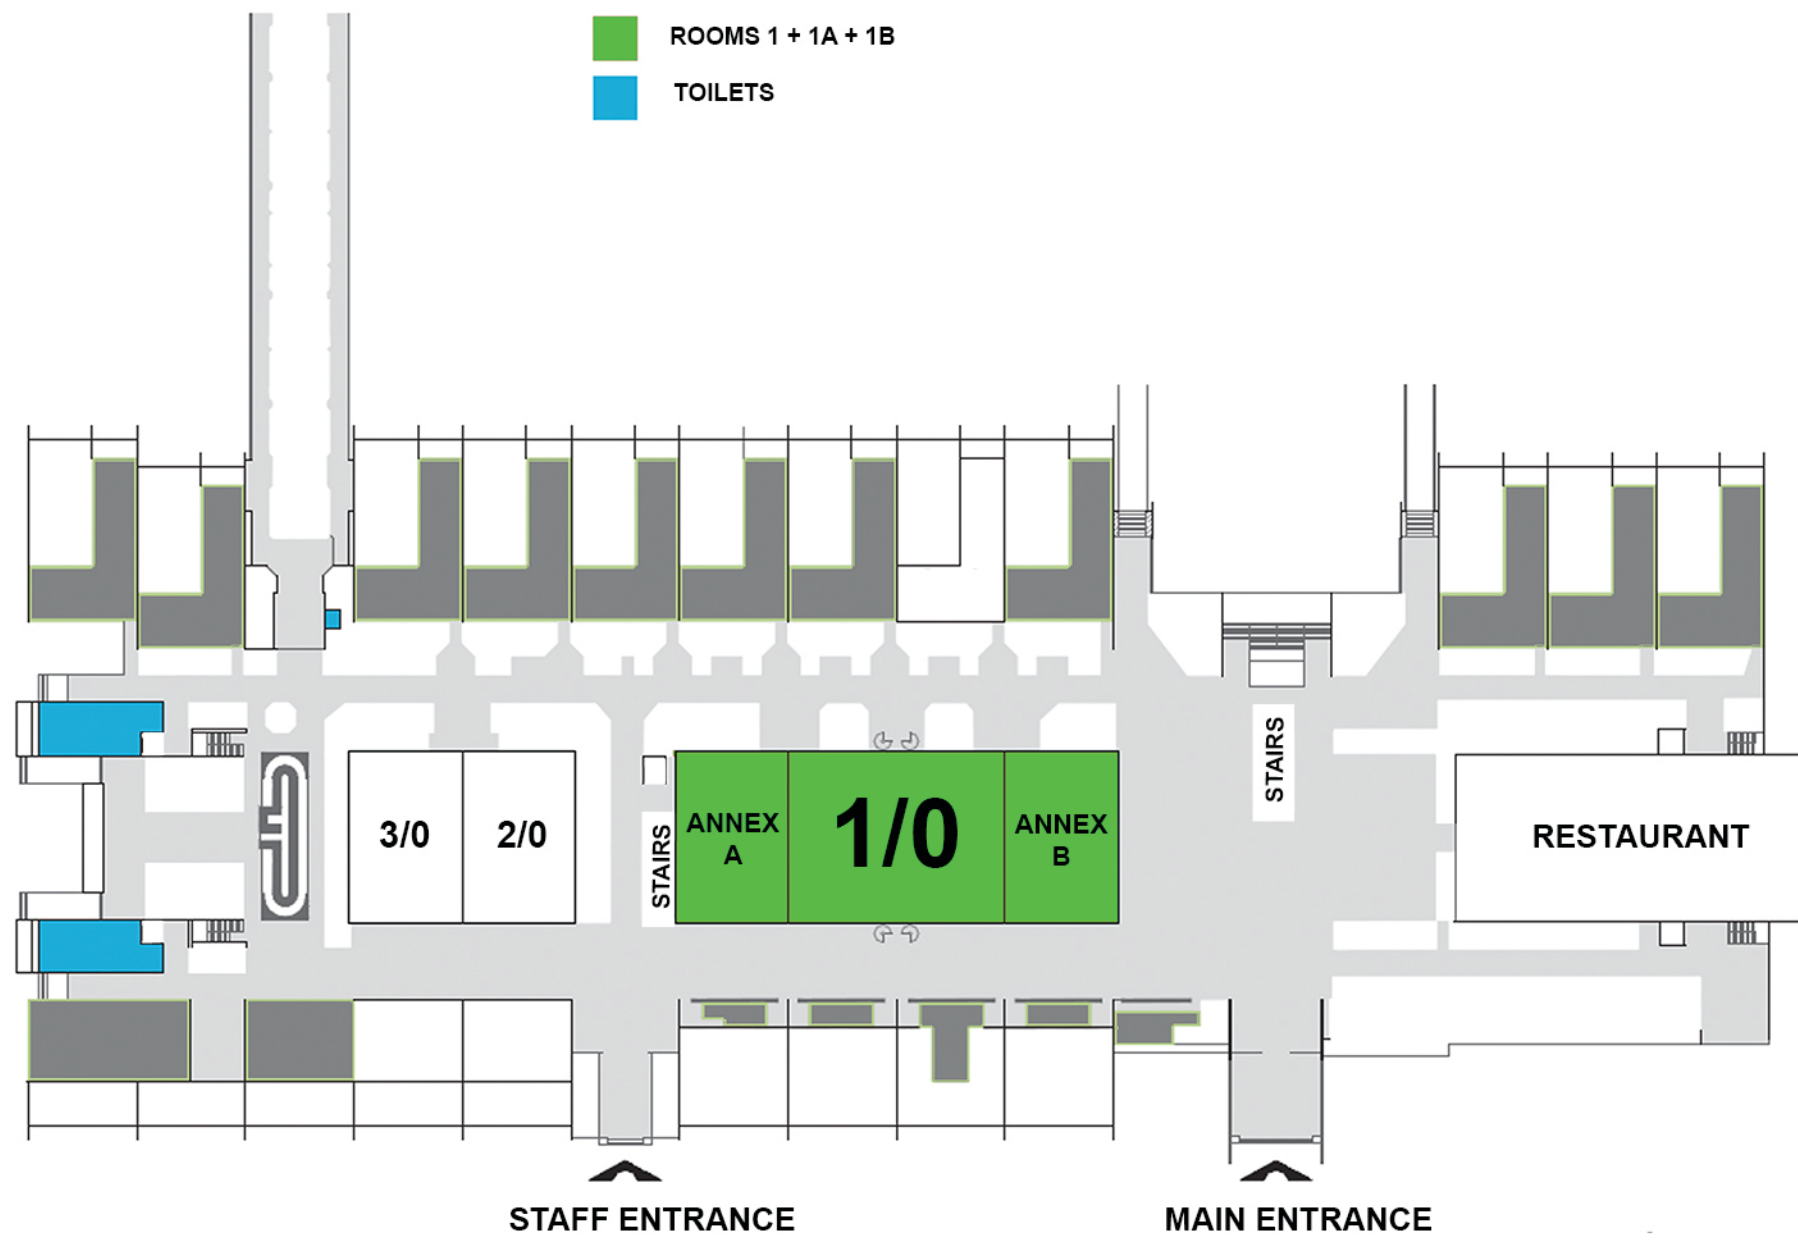 ROOMS 1 + 1A + 1B
TOILETS
STAIRS
3/0
2/0
STAIRS
ANNEX
A
1/0
ANNEX
B
RESTAURANT
STAFF ENTRANCE
MAIN ENTRANCE